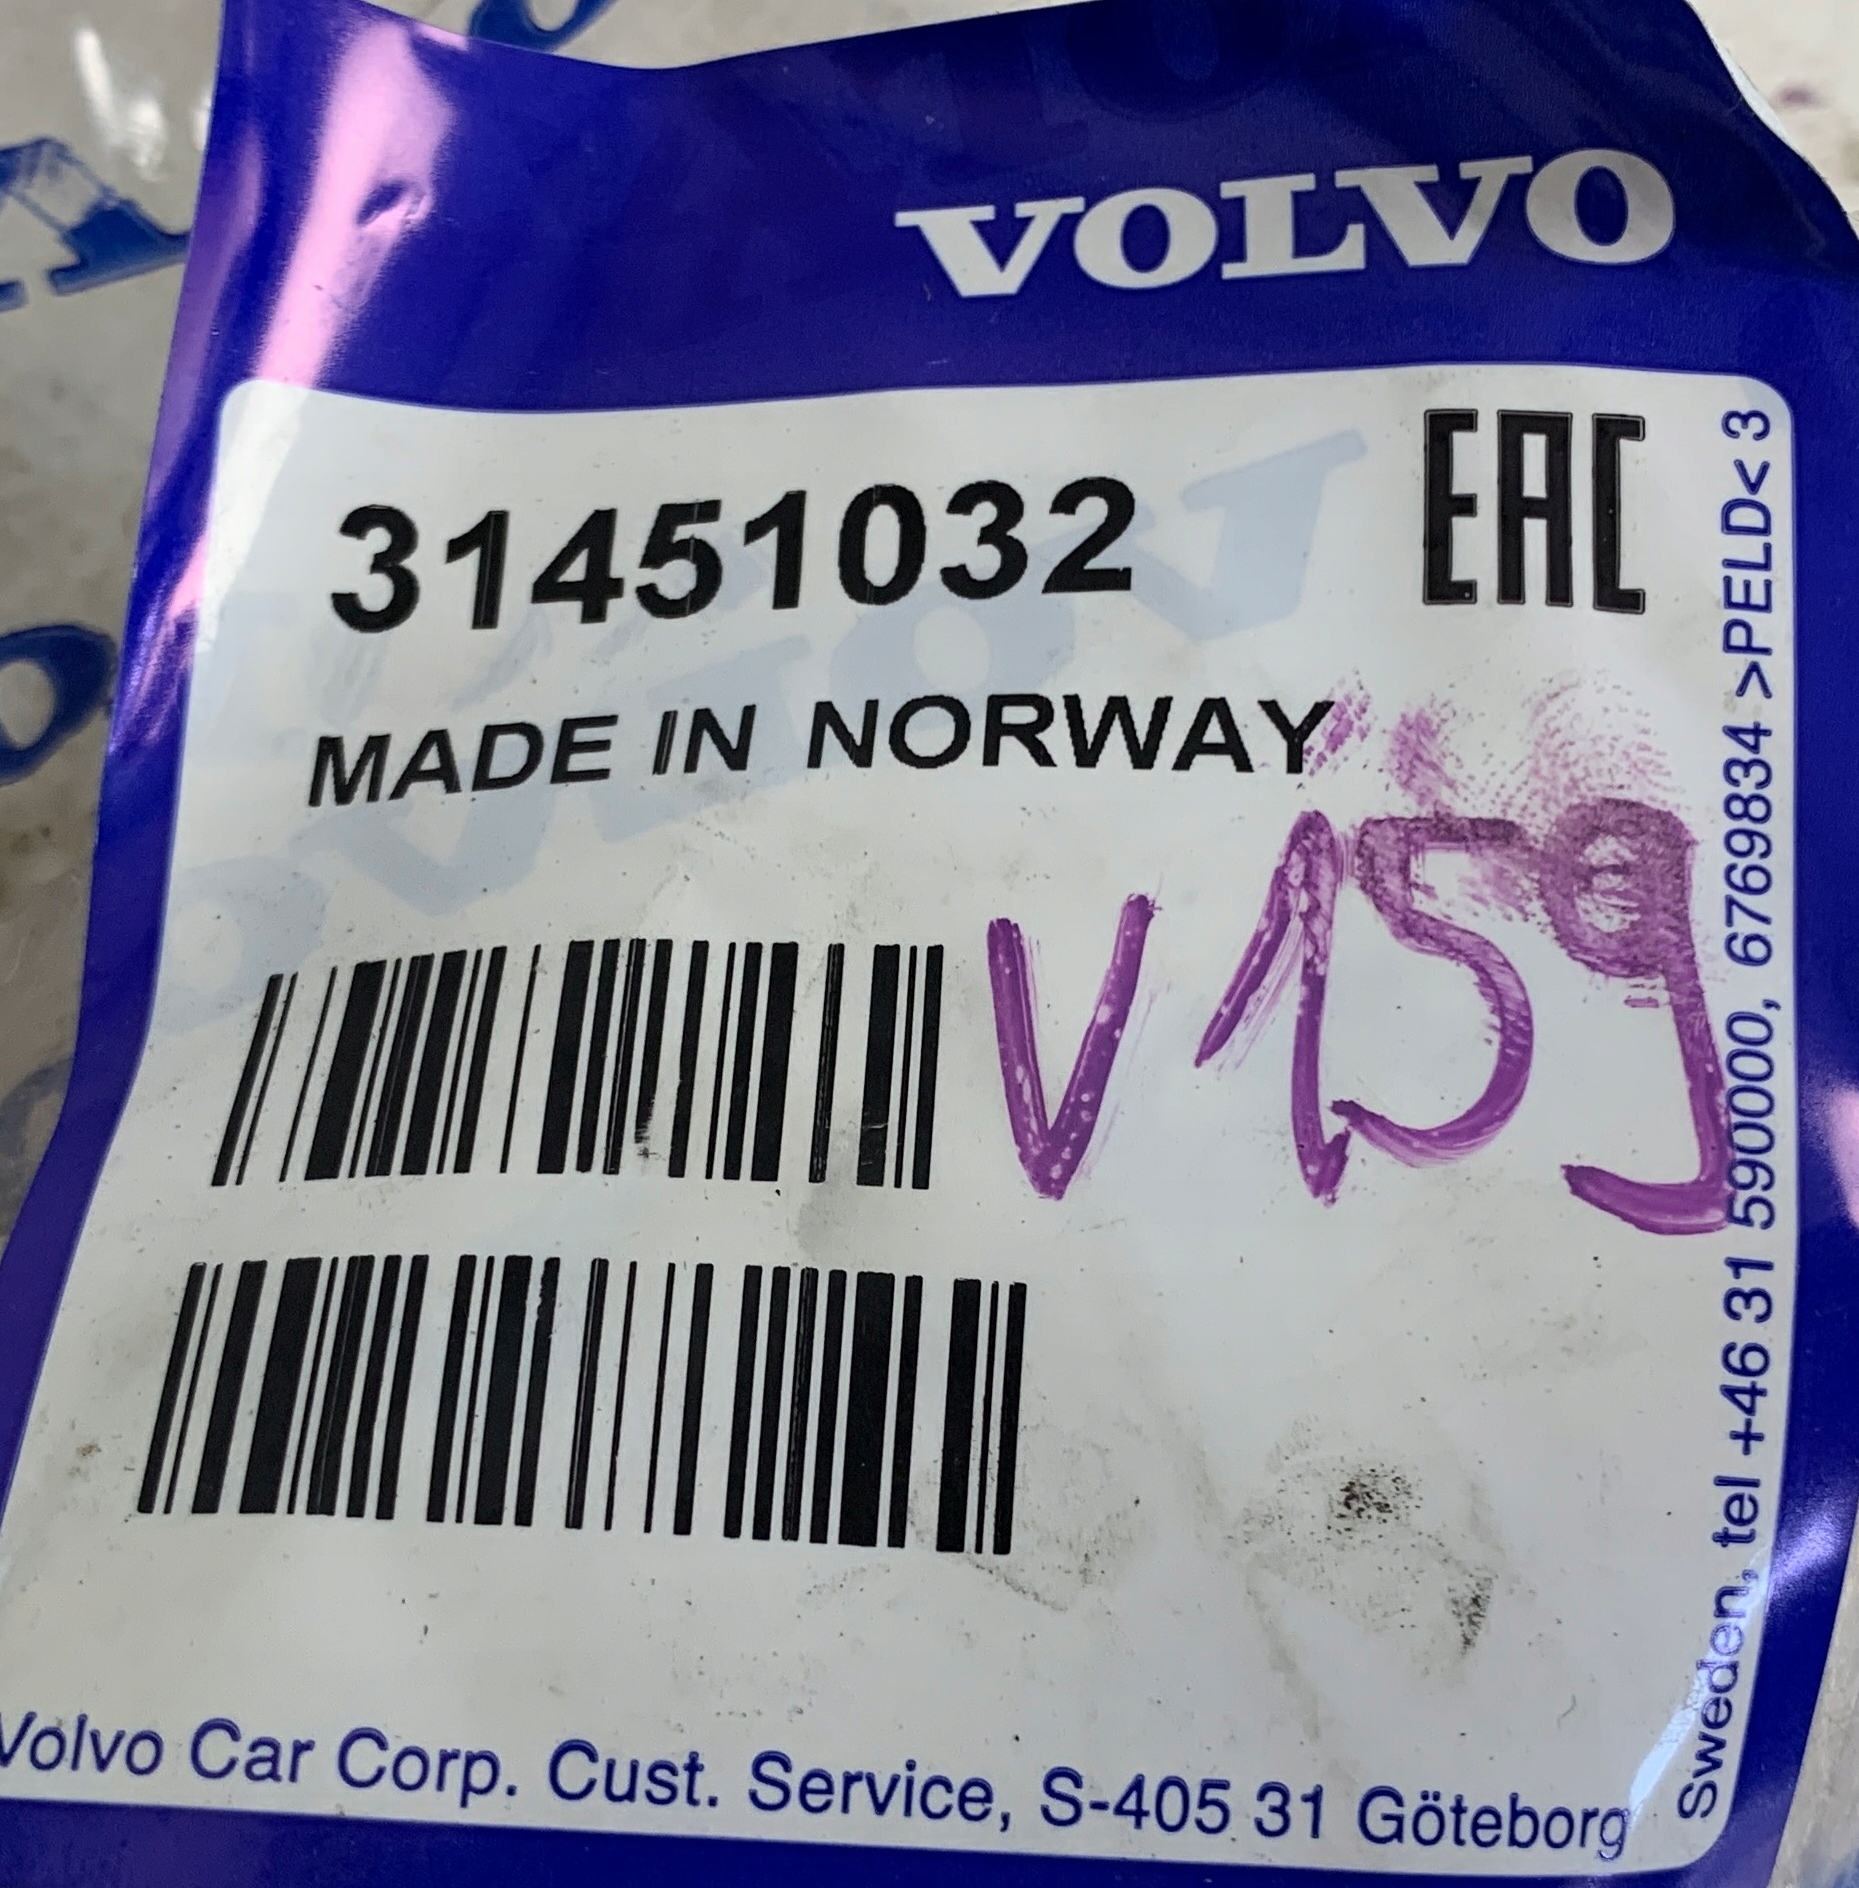 VOLVO
EAC
31451032
MADE IN NORWAY
V159
Volvo Car Corp. Cust. Service, S-405 31 Göteborg
Sweden, tel +46 31 590000, 6769834 >PELD< 3